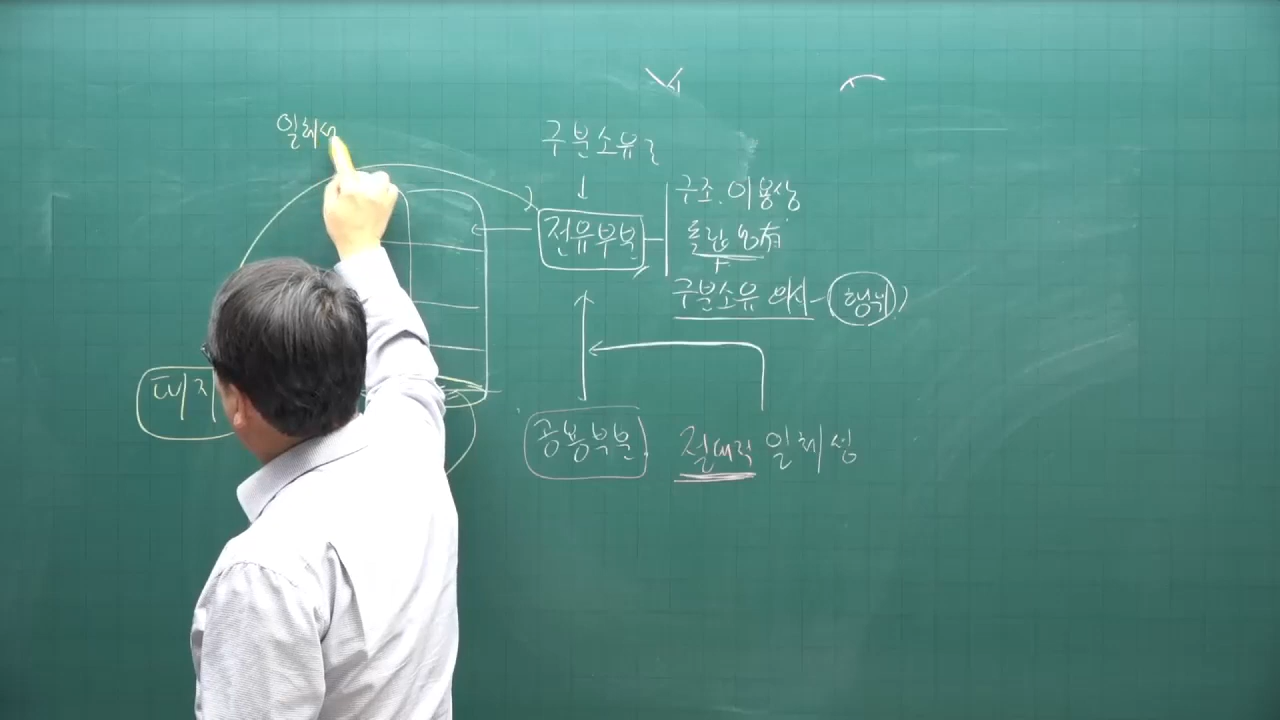 일체성
구분소유
구조.이용상
전유부분
독립
구분소유 의사-(행위)
대지
공용부분 절대적 일체성